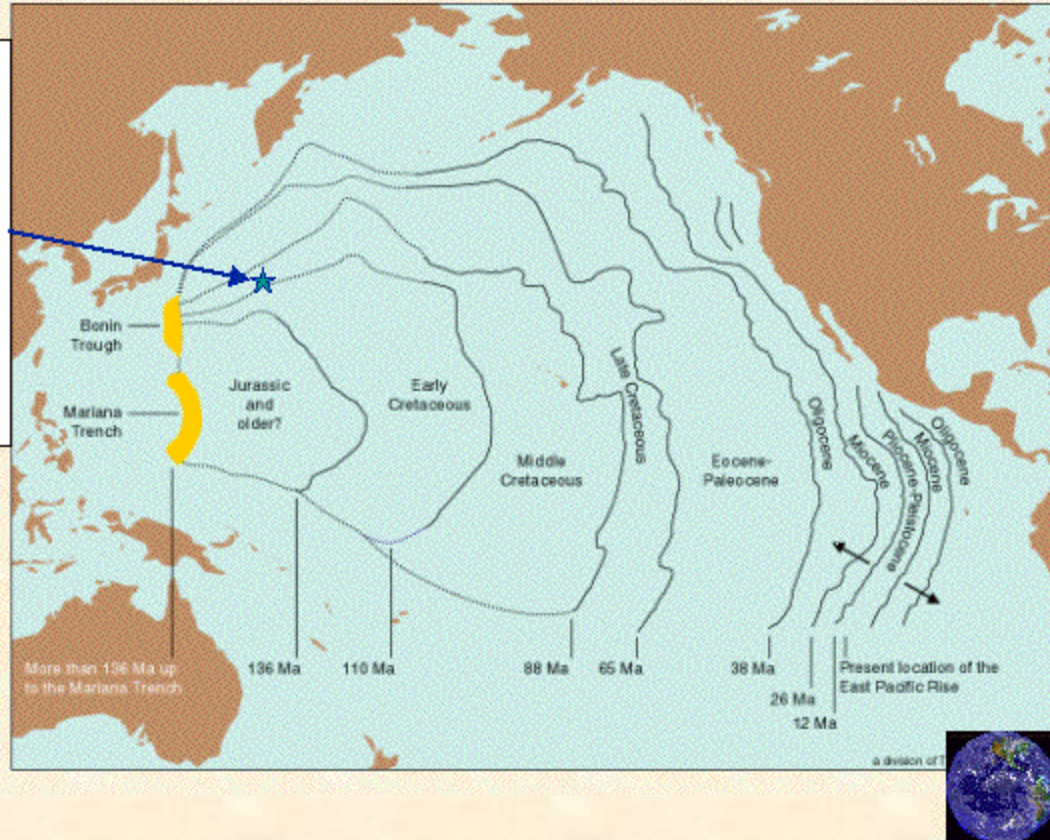 Bonin
Trough
Mariana
Trench
Jurassic
and
older?
Early
Cretaceous
Middle
Cretaceous
Late Cretaceous
Eocene-
Paleocene
Oligocene
Miocene
Pliocene-Pleistocene
Miocene
Oligocene
More than 136 Ma up
to the Mariana Trench
136 Ma
110 Ma
88 Ma
65 Ma
38 Ma
26 Ma
12 Ma
Present location of the
East Pacific Rise
a division of